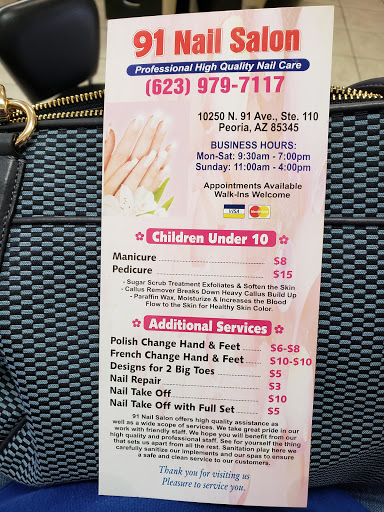 91 Nail Salon
Professional High Quality Nail Care
(623) 979-7117
10250 N. 91 Ave., Ste. 110
Peoria, AZ 85345
BUSINESS HOURS:
Mon-Sat: 9:30am - 7:00pm
Sunday: 11:00am - 4:00pm
Appointments Available
Walk-Ins Welcome
VISA MasterCard
Children Under 10
Manicure $8
Pedicure $15
- Sugar Scrub Treatment Exfoliates & Soften the Skin
- Callus Remover Breaks Down Heavy Callus Build Up
- Paraffin Wax, Moisturize & Increases the Blood
Flow to the Skin for Healthy Skin Color.
Additional Services
Polish Change Hand & Feet $6-$8
French Change Hand & Feet $10-$10
Designs for 2 Big Toes $5
Nail Repair $3
Nail Take Off $10
Nail Take Off with Full Set $5
91 Nail Salon offers high quality assistance as
well as a wide scope of services. We take great pride in our
work with friendly staff. We hope you will benefit from our
high quality and professional staff. See for yourself the thing
that sets us apart from all the rest. Sanitation play here we
carefully sanitize our implements and our spas to ensure
a safe and clean service to our customers.
Thank you for visiting us
Pleasure to service you.